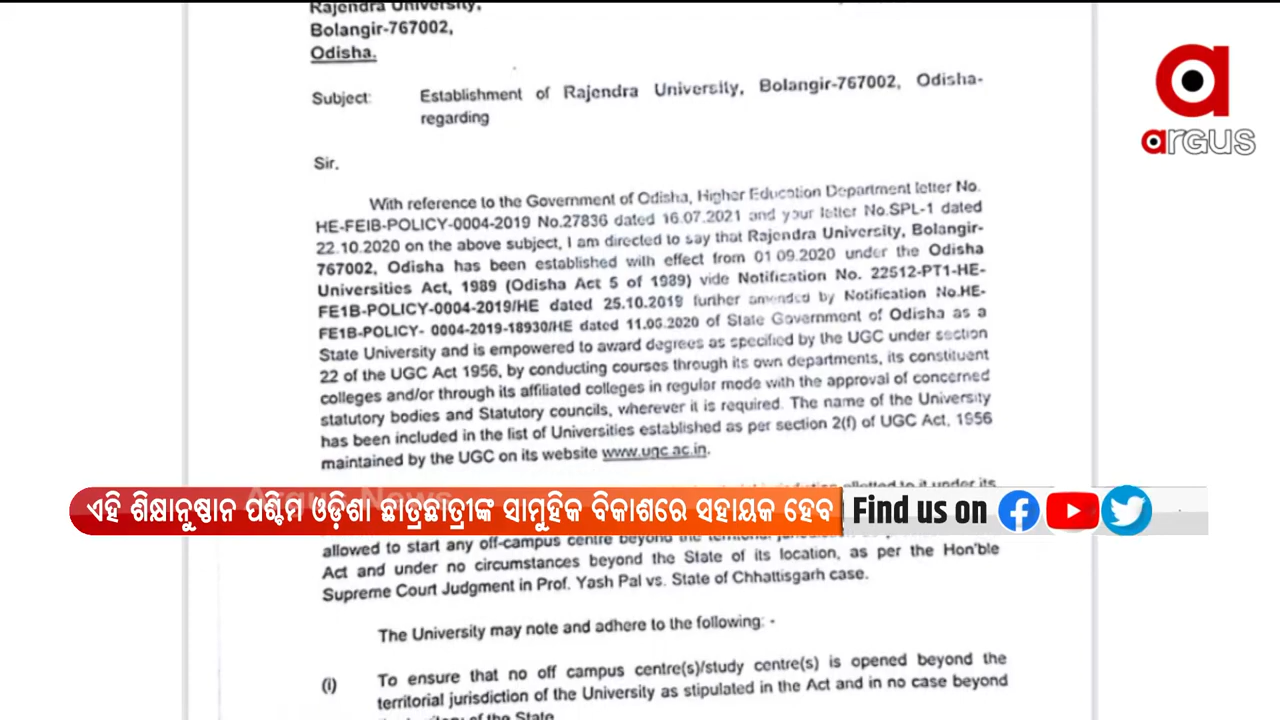 Rajendra University,
Bolangir-767002,
Odisha.
Subject: Establishment of Rajendra University, Bolangir-767002, Odisha-
regarding
Sir,
With reference to the Government of Odisha, Higher Education Department letter No.
HE-FEIB-POLICY-0004-2019 No.27836 dated 16.07.2021 and your letter No.SPL-1 dated
22.10.2020 on the above subject, I am directed to say that Rajendra University, Bolangir-
767002, Odisha has been established with effect from 01.09.2020 under the Odisha
Universities Act, 1989 (Odisha Act 5 of 1989) vide Notification No. 22512-PT1-HE-
FE1B-POLICY-0004-2019/HE dated 25.10.2019 further amended by Notification No.HE-
FE1B-POLICY- 0004-2019-18930/HE dated 11.06.2020 of State Government of Odisha as a
State University and is empowered to award degrees as specified by the UGC under section
22 of the UGC Act 1956, by conducting courses through its own departments, its constituent
colleges and/or through its affiliated colleges in regular mode with the approval of concerned
statutory bodies and Statutory councils, wherever it is required. The name of the University
has been included in the list of Universities established as per section 2(f) of UGC Act, 1956
maintained by the UGC on its website www.ugc.ac.in.
allotted to it under its
allowed to start any off-campus centre beyond the territorial
Act and under no circumstances beyond the State of its location, as per the Hon'ble
Supreme Court Judgment in Prof. Yash Pal vs. State of Chhattisgarh case.
The University may note and adhere to the following: -
(i) To ensure that no off campus centre(s)/study centre(s) is opened beyond the
territorial jurisdiction of the University as stipulated in the Act and in no case beyond
of the State
argus
Argus News
ଏହି ଶିକ୍ଷାନୁଷ୍ଠାନ ପଶ୍ଚିମ ଓଡ଼ିଶା ଛାତ୍ରଛାତ୍ରୀଙ୍କ ସାମୁହିକ ବିକାଶରେ ସହାୟକ ହେବ
Find us on